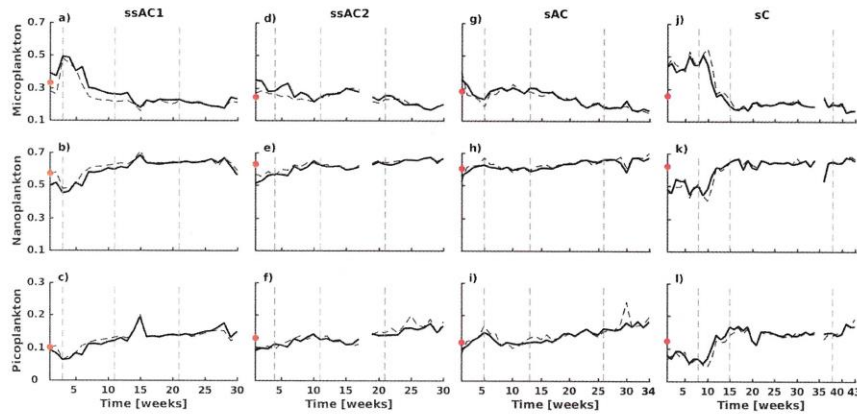 ssAC1 ssAC2 sAC sC
a) d) g) j)
Microplankton 0.7 0.5 0.3 0.1
b) e) h) k)
Nanoplankton 0.7 0.5 0.3 0.1
c) f) i) l)
Picoplankton 0.3 0.2 0.1 0
5 10 15 20 25 30 5 10 15 20 25 30 5 10 15 20 25 30 34 5 10 15 20 25 30 35 41
Time [weeks] Time [weeks] Time [weeks] Time [weeks]